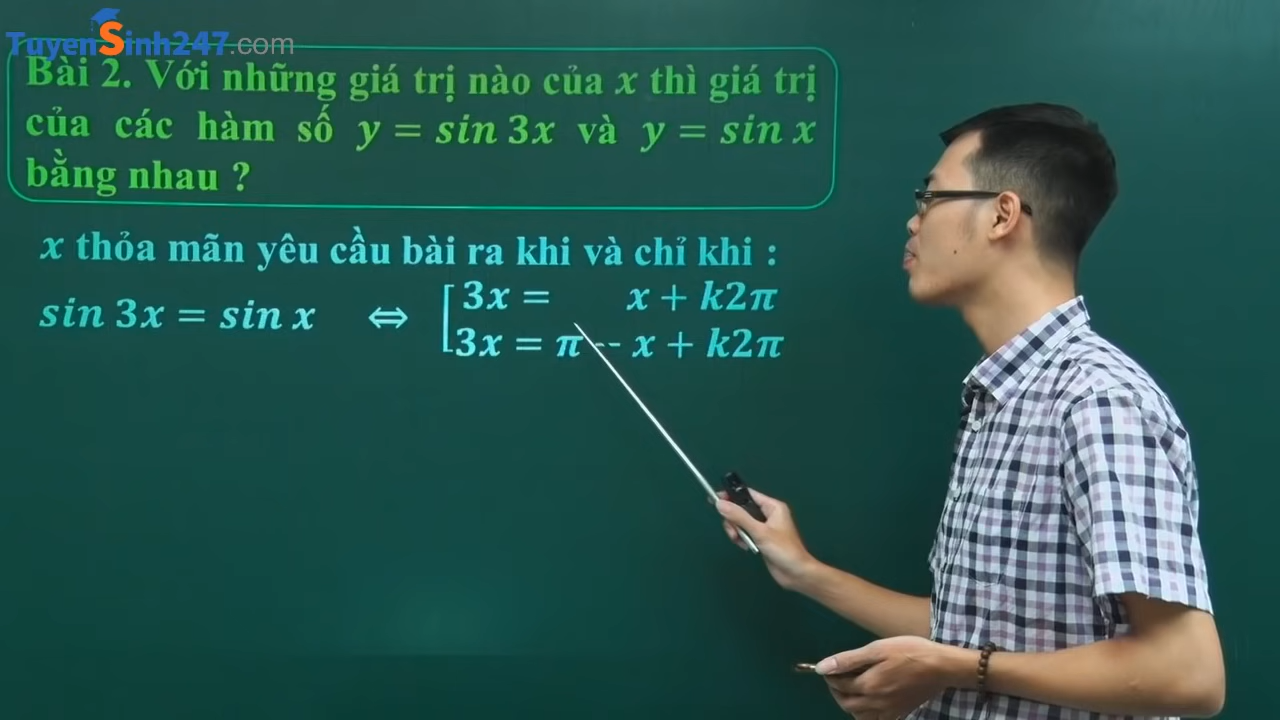 TuyenSinh247.com
Bài 2. Với những giá trị nào của x thì giá trị
của các hàm số y = sin 3x và y = sin x
bằng nhau ?
x thỏa mãn yêu cầu bài ra khi và chỉ khi :
sin 3x = sin x ⇔ [ 3x = x + k2π
3x = π - x + k2π